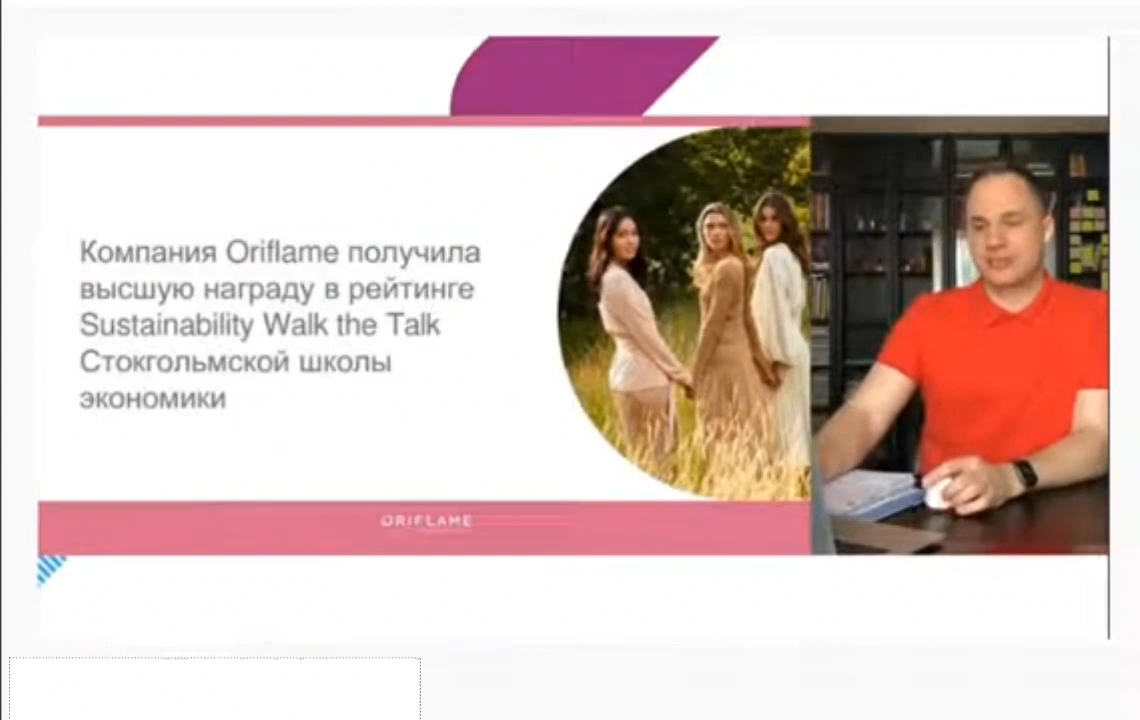 Компания Oriflame получила
высшую награду в рейтинге
Sustainability Walk the Talk
Стокгольмской школы
экономики
ORIFLAME